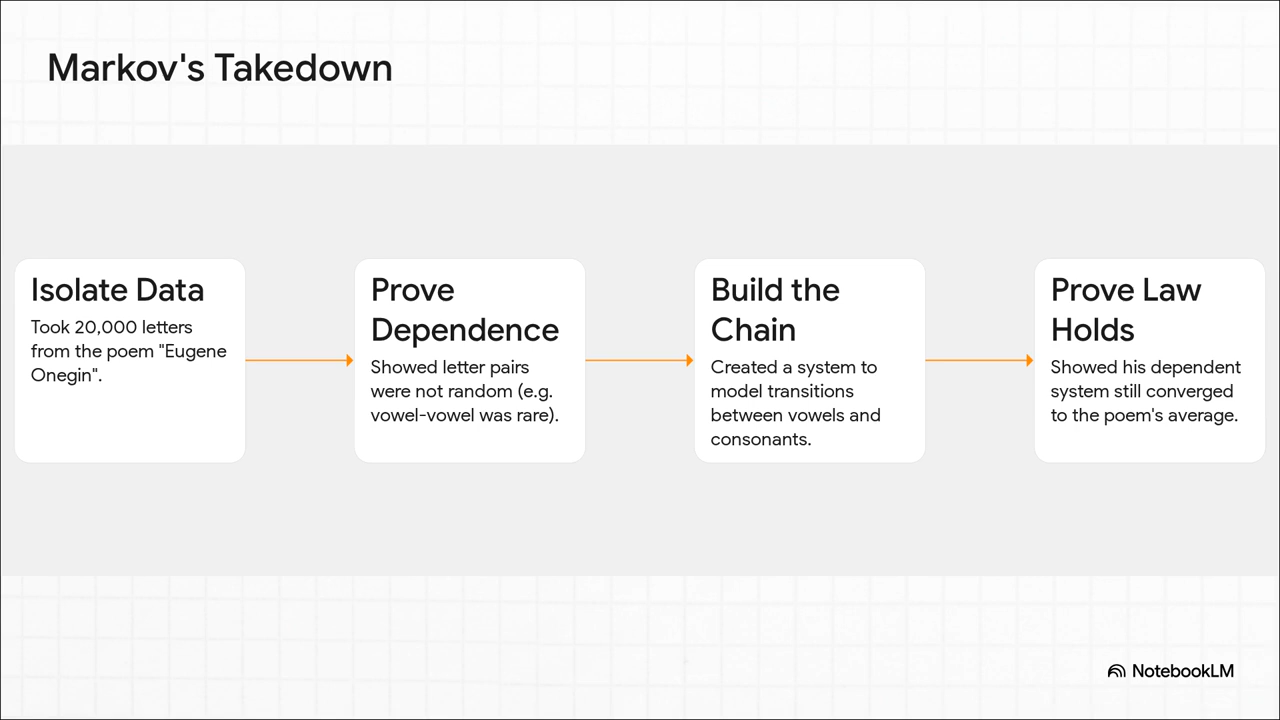 Markov's Takedown
Isolate Data
Took 20,000 letters
from the poem "Eugene
Onegin".
Prove
Dependence
Showed letter pairs
were not random (e.g.
vowel-vowel was rare).
Build the
Chain
Created a system to
model transitions
between vowels and
consonants.
Prove Law
Holds
Showed his dependent
system still converged
to the poem's average.
NotebookLM